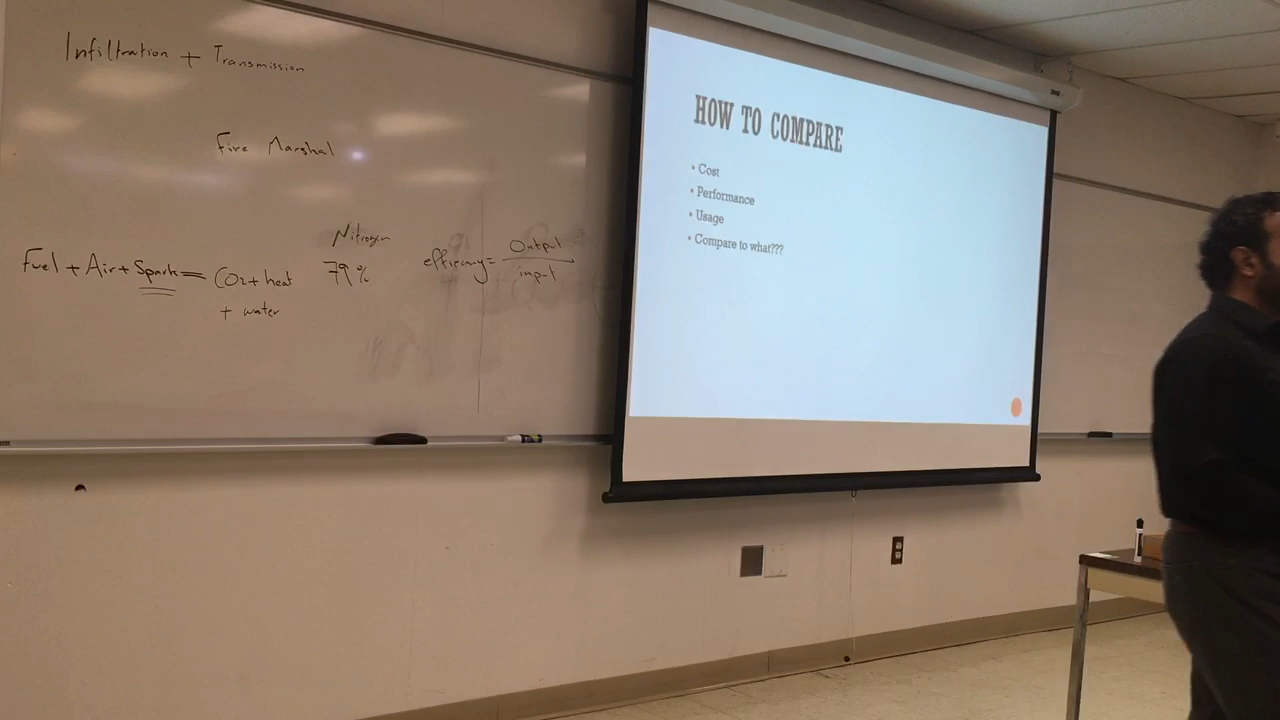 Infiltration + Transmission
Fire Marshal
Nitrogen
79%
Fuel + Air + Spark = CO2 + heat
+ water
efficiency = Output
input
HOW TO COMPARE
• Cost
• Performance
• Usage
• Compare to what???